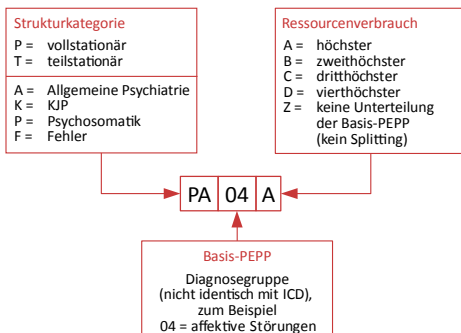 Strukturkategorie
P = vollstationär
T = teilstationär
A = Allgemeine Psychiatrie
K = KJP
P = Psychosomatik
F = Fehler
Ressourcenverbrauch
A = höchster
B = zweithöchster
C = dritthöchster
D = vierthöchster
Z = keine Unterteilung
der Basis-PEPP
(kein Splitting)
PA 04 A
Basis-PEPP
Diagnosegruppe
(nicht identisch mit ICD),
zum Beispiel
04 = affektive Störungen